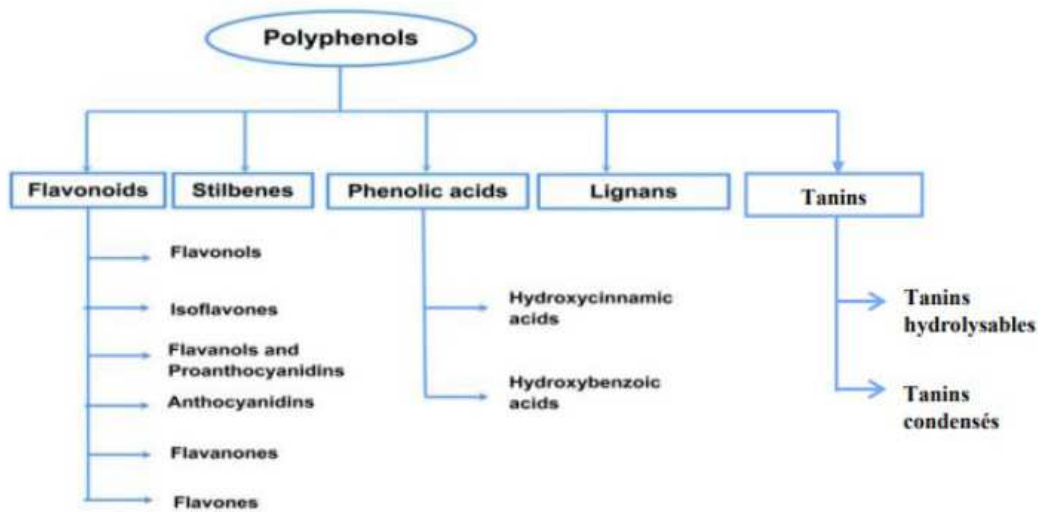 Polyphenols
Flavonoids
Stilbenes
Phenolic acids
Lignans
Tanins
Flavonols
Isoflavones
Flavanols and
Proanthocyanidins
Anthocyanidins
Flavanones
Flavones
Hydroxycinnamic
acids
Hydroxybenzoic
acids
Tanins
hydrolysables
Tanins
condensés